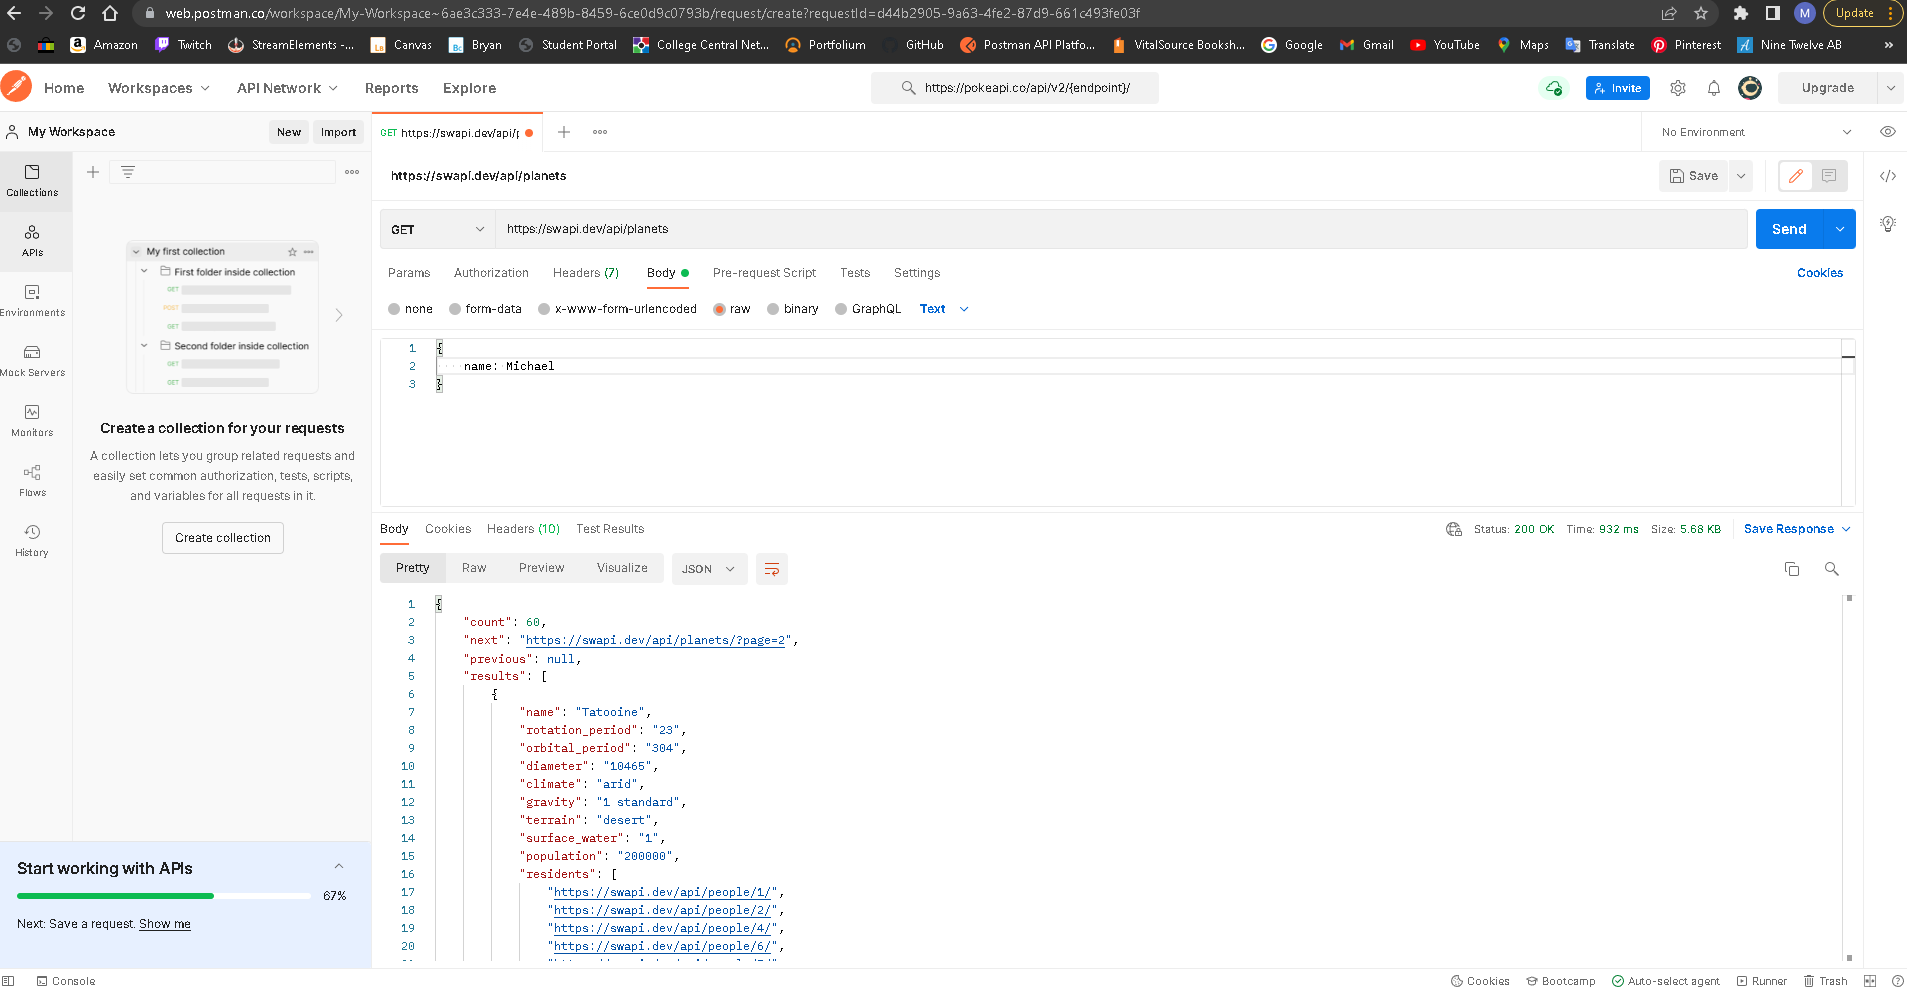 web.postman.co/workspace/My-Workspace~6ae3c333-7e4e-489b-8459-6ce0d9c0793b/request/create?requestId=d44b2905-9a63-4fe2-87d9-661c493fe03f
M
Update
Amazon
Twitch
StreamElements -...
Canvas
Bryan
Student Portal
College Central Net...
Portfolium
GitHub
Postman API Platfo...
VitalSource Booksh...
Google
Gmail
YouTube
Maps
Translate
Pinterest
Nine Twelve AB
»
Home
Workspaces
API Network
Reports
Explore
https://pokeapi.co/api/v2/{endpoint}/
Invite
Upgrade
My Workspace
New
Import
GET https://swapi.dev/api/p
No Environment
Collections
APIs
Environments
Mock Servers
Monitors
Flows
History
My first collection
First folder inside collection
GET
POST
GET
Second folder inside collection
GET
GET
Create a collection for your requests
A collection lets you group related requests and
easily set common authorization, tests, scripts,
and variables for all requests in it.
Create collection
Start working with APIs
67%
Next: Save a request. Show me
https://swapi.dev/api/planets
Save
</>
GET
https://swapi.dev/api/planets
Send
Params
Authorization
Headers (7)
Body
Pre-request Script
Tests
Settings
Cookies
none
form-data
x-www-form-urlencoded
raw
binary
GraphQL
Text
1 {
2 name: Michael
3 }
Body
Cookies
Headers (10)
Test Results
Status: 200 OK
Time: 932 ms
Size: 5.68 KB
Save Response
Pretty
Raw
Preview
Visualize
JSON
1 {
2 "count": 60,
3 "next": "https://swapi.dev/api/planets/?page=2",
4 "previous": null,
5 "results": [
6 {
7 "name": "Tatooine",
8 "rotation_period": "23",
9 "orbital_period": "304",
10 "diameter": "10465",
11 "climate": "arid",
12 "gravity": "1 standard",
13 "terrain": "desert",
14 "surface_water": "1",
15 "population": "200000",
16 "residents": [
17 "https://swapi.dev/api/people/1/",
18 "https://swapi.dev/api/people/2/",
19 "https://swapi.dev/api/people/4/",
20 "https://swapi.dev/api/people/6/",
Console
Cookies
Bootcamp
Auto-select agent
Runner
Trash